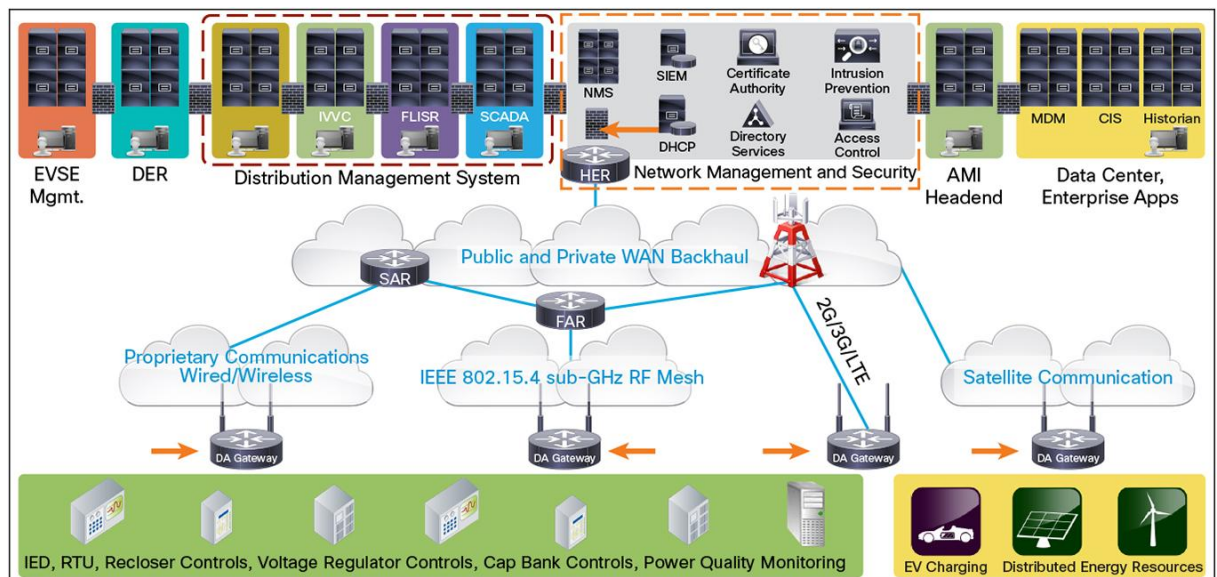 IVVC
FLISR
SCADA
NMS
SIEM
Certificate
Authority
Intrusion
Prevention
DHCP
Directory
Services
Access
Control
MDM
CIS
Historian
EVSE
Mgmt.
DER
Distribution Management System
HER
Network Management and Security
AMI
Headend
Data Center,
Enterprise Apps
Public and Private WAN Backhaul
SAR
FAR
2G/3G/LTE
Proprietary Communications
Wired/Wireless
IEEE 802.15.4 sub-GHz RF Mesh
Satellite Communication
DA Gateway
DA Gateway
DA Gateway
DA Gateway
IED, RTU, Recloser Controls, Voltage Regulator Controls, Cap Bank Controls, Power Quality Monitoring
EV Charging
Distributed Energy Resources